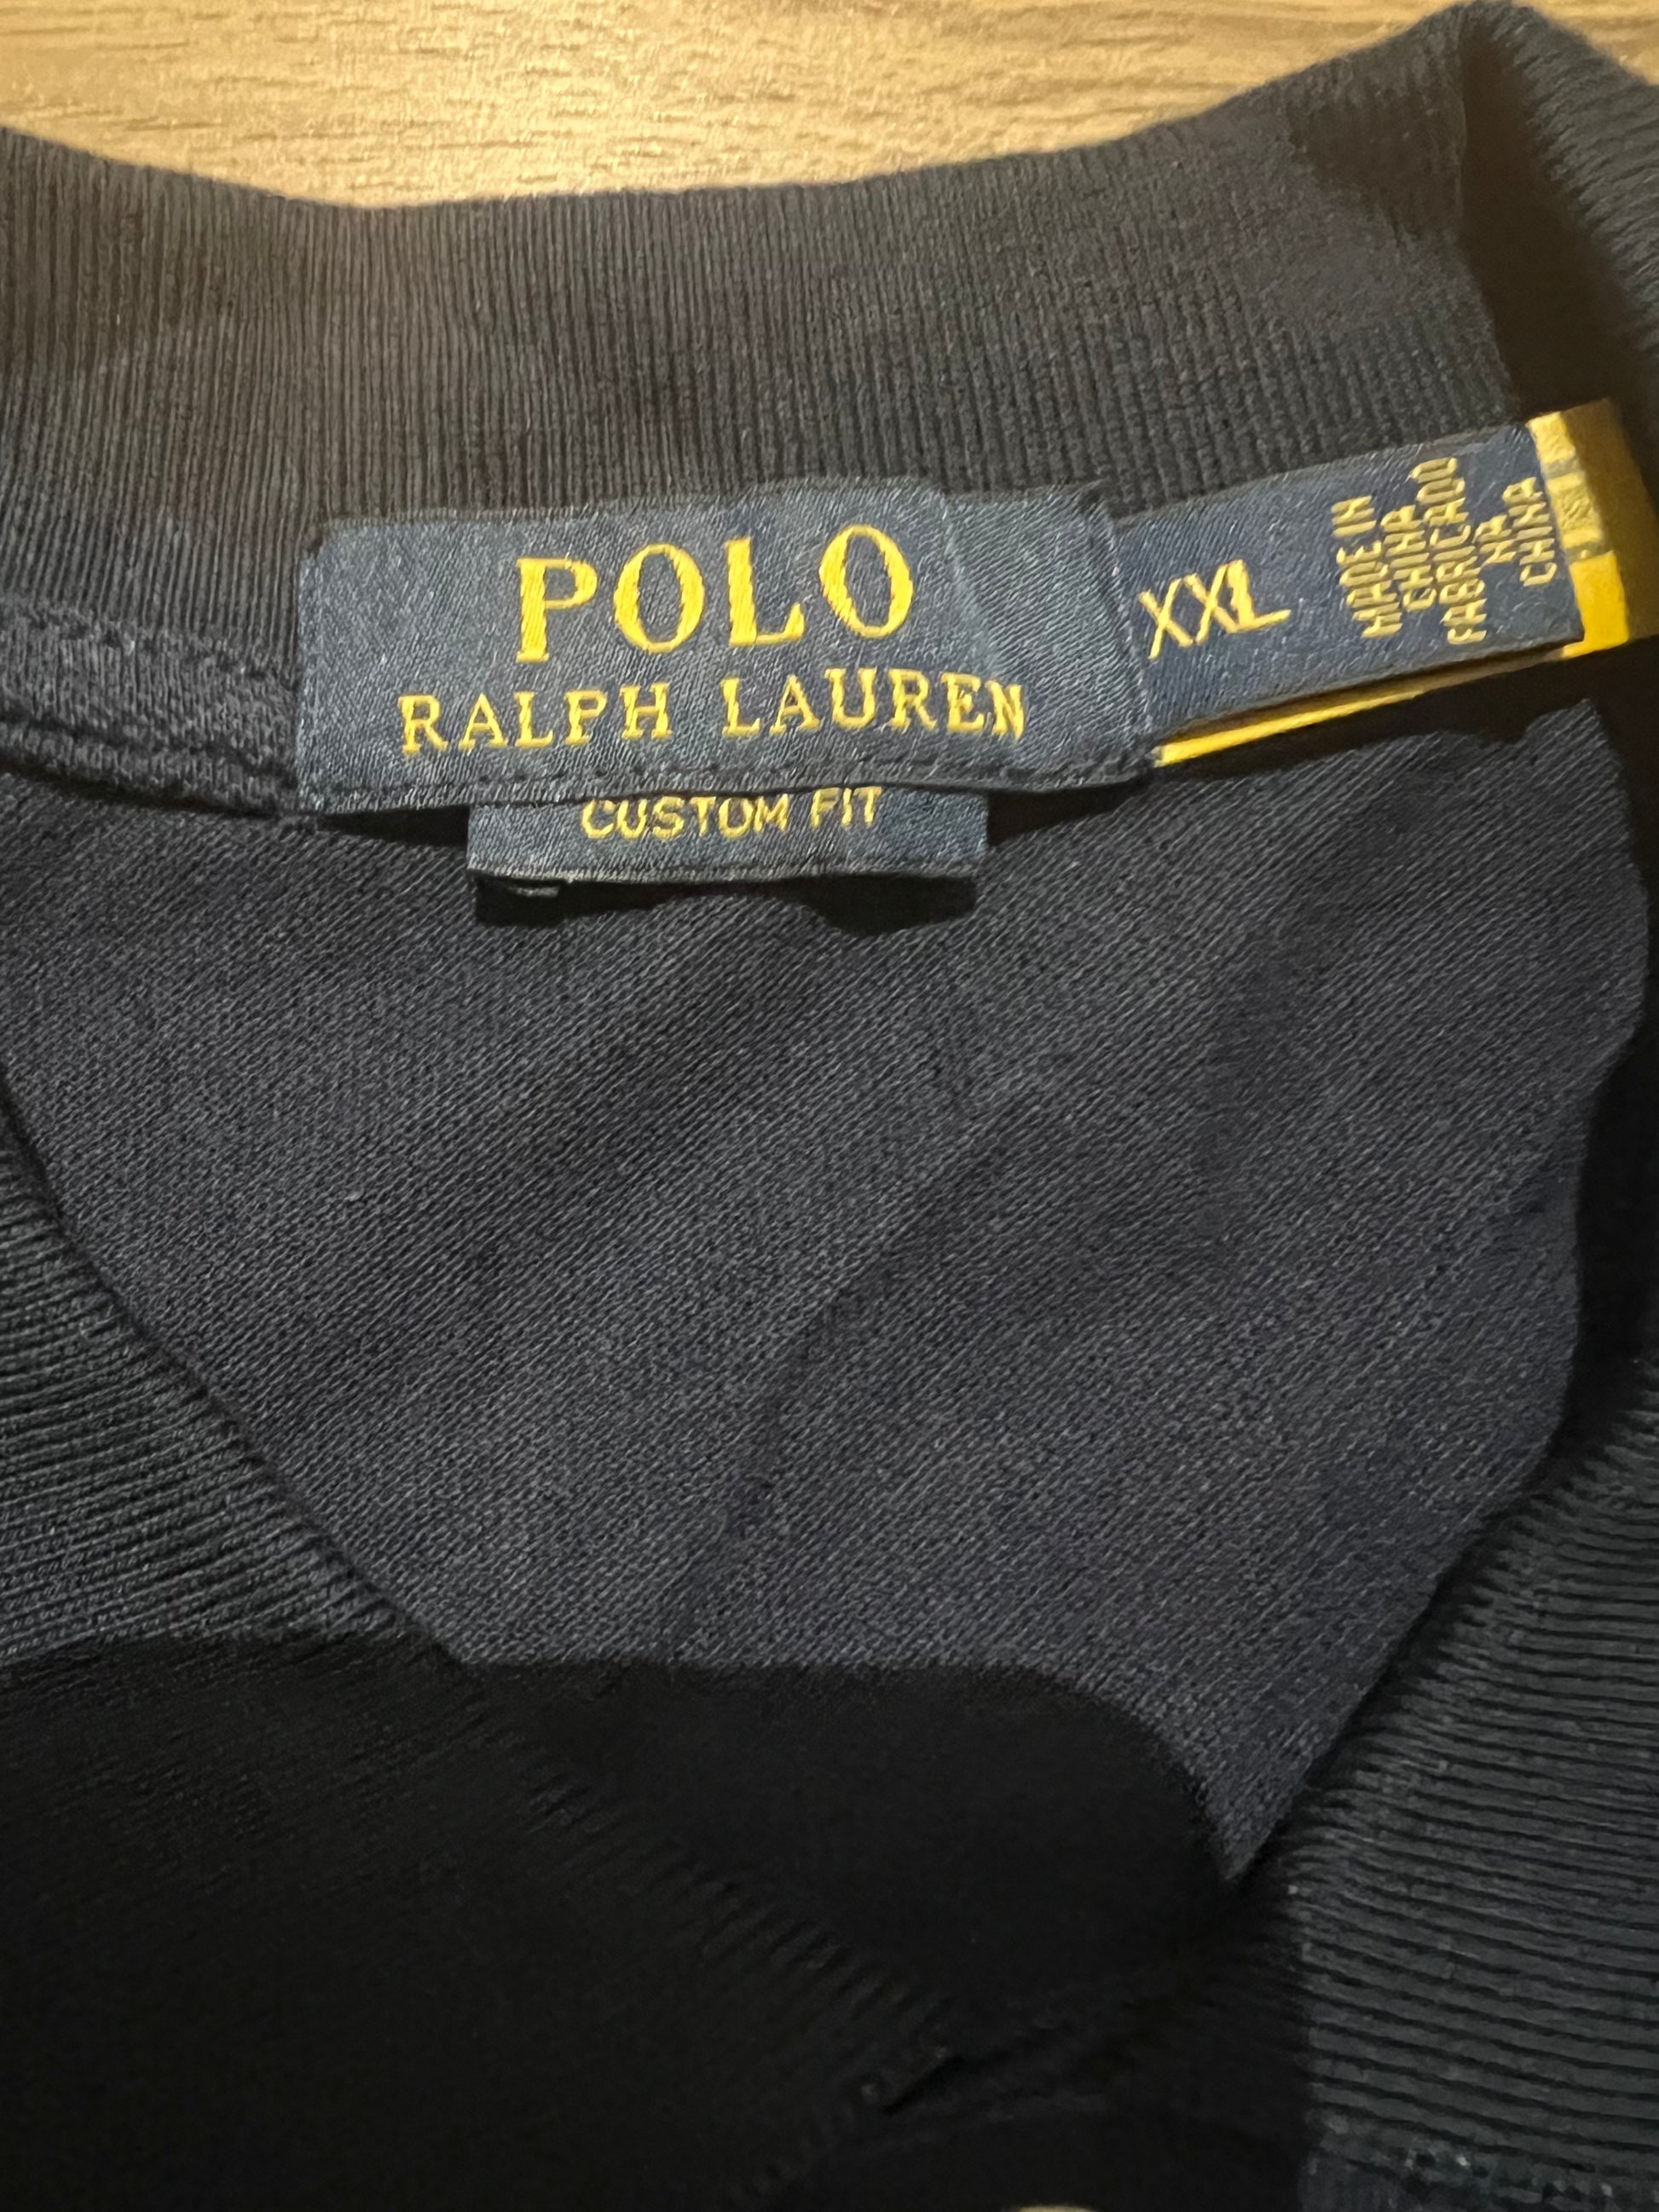 POLO
RALPH LAUREN
CUSTOM FIT
XXL
MADE IN
CHINA
FABRICADO
NA
CHINA